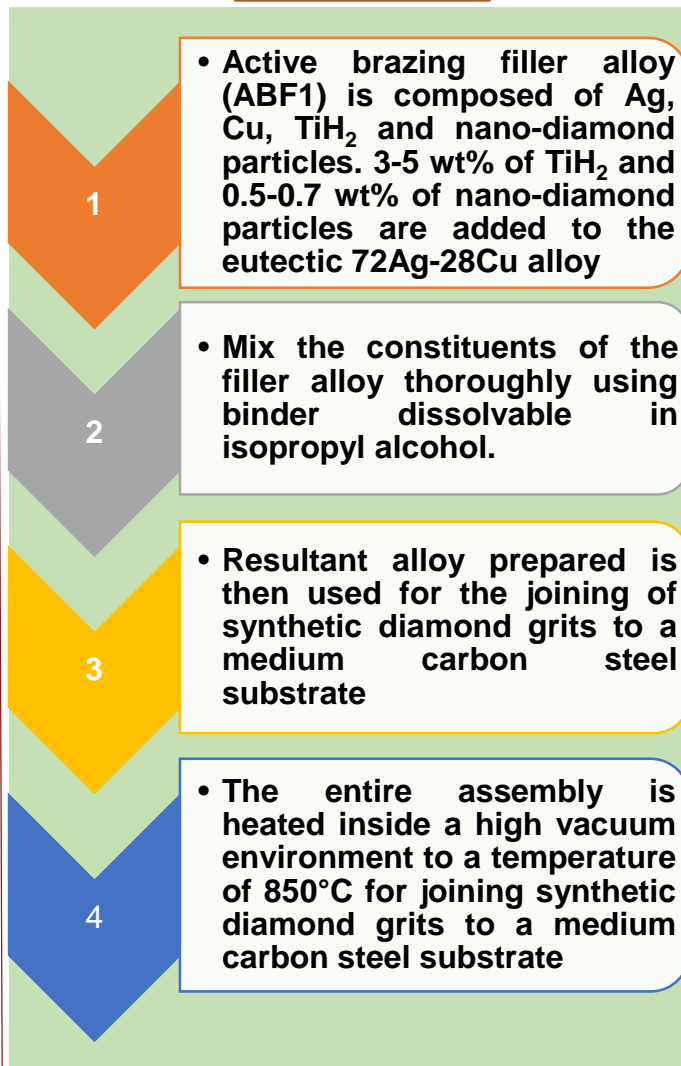 1
• Active brazing filler alloy
(ABF1) is composed of Ag,
Cu, TiH₂ and nano-diamond
particles. 3-5 wt% of TiH₂ and
0.5-0.7 wt% of nano-diamond
particles are added to the
eutectic 72Ag-28Cu alloy
2
• Mix the constituents of the
filler alloy thoroughly using
binder dissolvable in
isopropyl alcohol.
3
• Resultant alloy prepared is
then used for the joining of
synthetic diamond grits to a
medium carbon steel
substrate
4
• The entire assembly is
heated inside a high vacuum
environment to a temperature
of 850°C for joining synthetic
diamond grits to a medium
carbon steel substrate